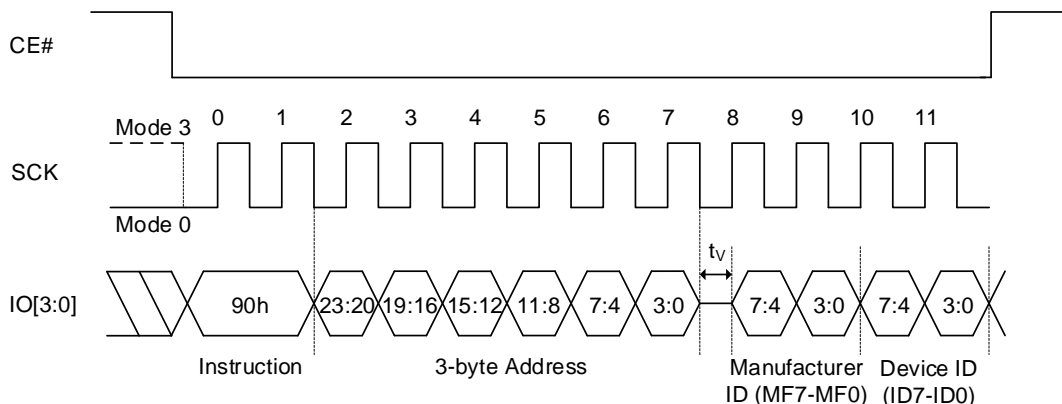 CE#
0 1 2 3 4 5 6 7 8 9 10 11
Mode 3
SCK
Mode 0
tV
IO[3:0]
90h 23:20 19:16 15:12 11:8 7:4 3:0 7:4 3:0 7:4 3:0
Instruction 3-byte Address Manufacturer Device ID
ID (MF7-MF0) (ID7-ID0)